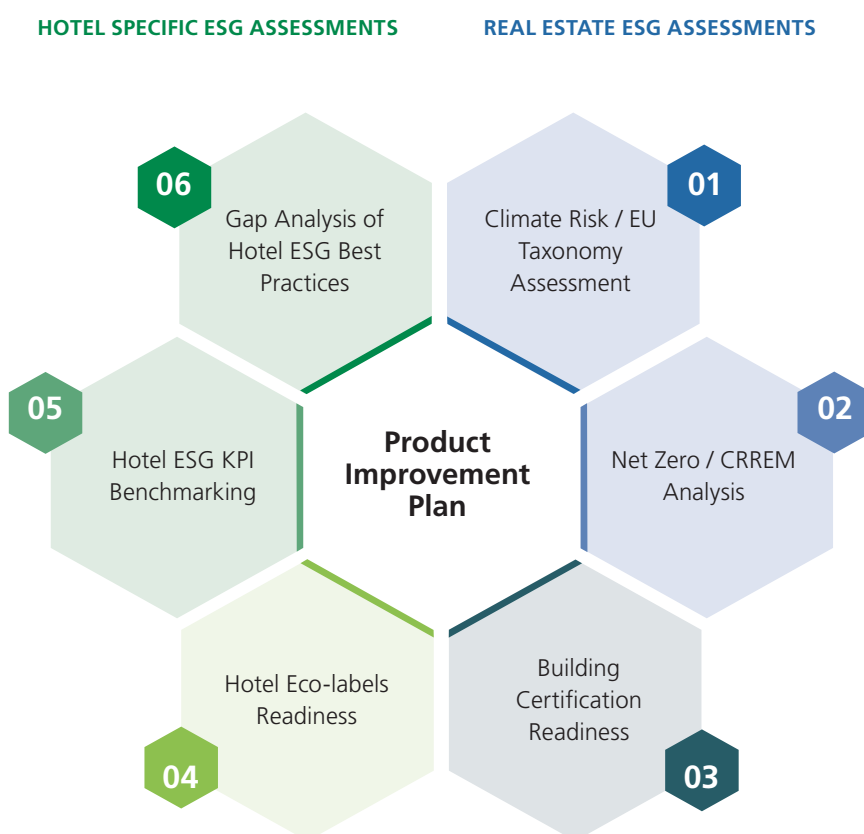 HOTEL SPECIFIC ESG ASSESSMENTS
REAL ESTATE ESG ASSESSMENTS
06
Gap Analysis of
Hotel ESG Best
Practices
01
Climate Risk / EU
Taxonomy
Assessment
05
Hotel ESG KPI
Benchmarking
Product
Improvement
Plan
02
Net Zero / CRREM
Analysis
04
Hotel Eco-labels
Readiness
03
Building
Certification
Readiness